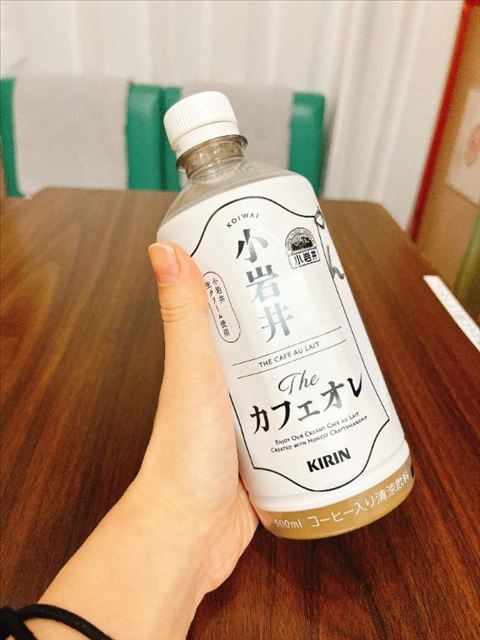 KOIWAI
小岩井
小岩井
小岩井
生クリーム使用
THE CAFÉ AU LAIT
The
カフェオレ
ENJOY OUR CREAMY CAFE AU LAIT
CREATED WITH HONEST CRAFTSMANSHIP
KIRIN
500ml コーヒー入り清涼飲料